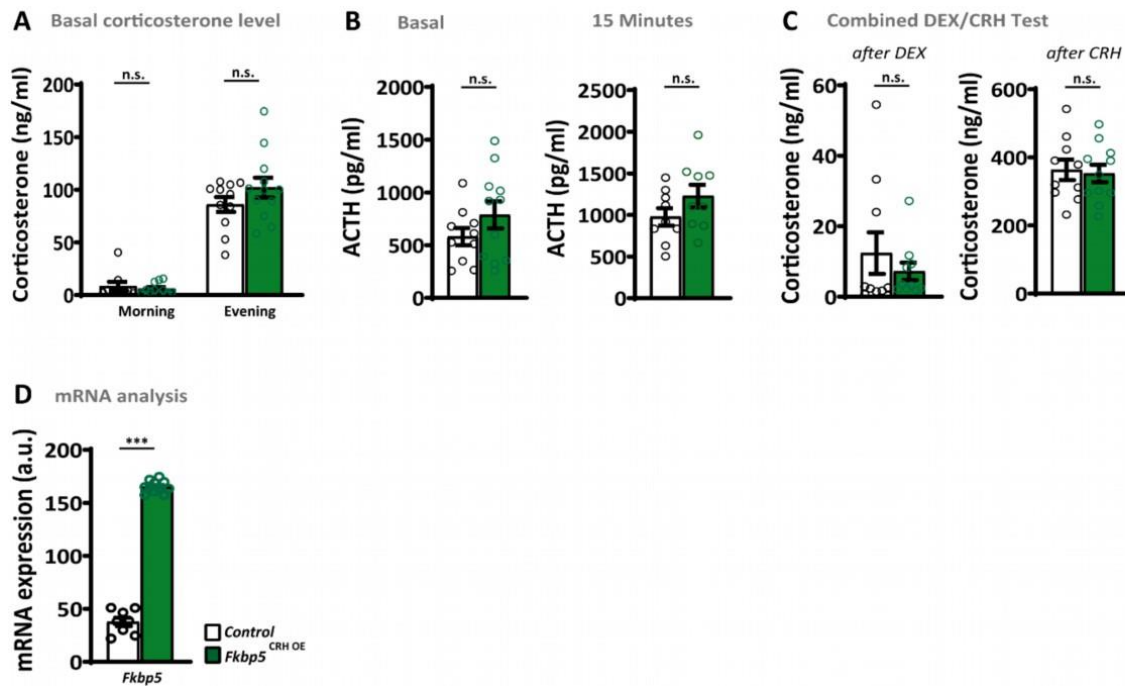 A Basal corticosterone level
Corticosterone (ng/ml)
200
150
100
50
0
n.s.
n.s.
Morning
Evening
B Basal
ACTH (pg/ml)
2000
1500
1000
500
0
n.s.
15 Minutes
ACTH (pg/ml)
2500
2000
1500
1000
500
0
n.s.
C Combined DEX/CRH Test
after DEX
Corticosterone (ng/ml)
60
40
20
0
n.s.
after CRH
Corticosterone (ng/ml)
600
400
200
0
n.s.
D mRNA analysis
mRNA expression (a.u.)
200
150
100
50
0
***
Fkbp5
Control
Fkbp5 CRH OE